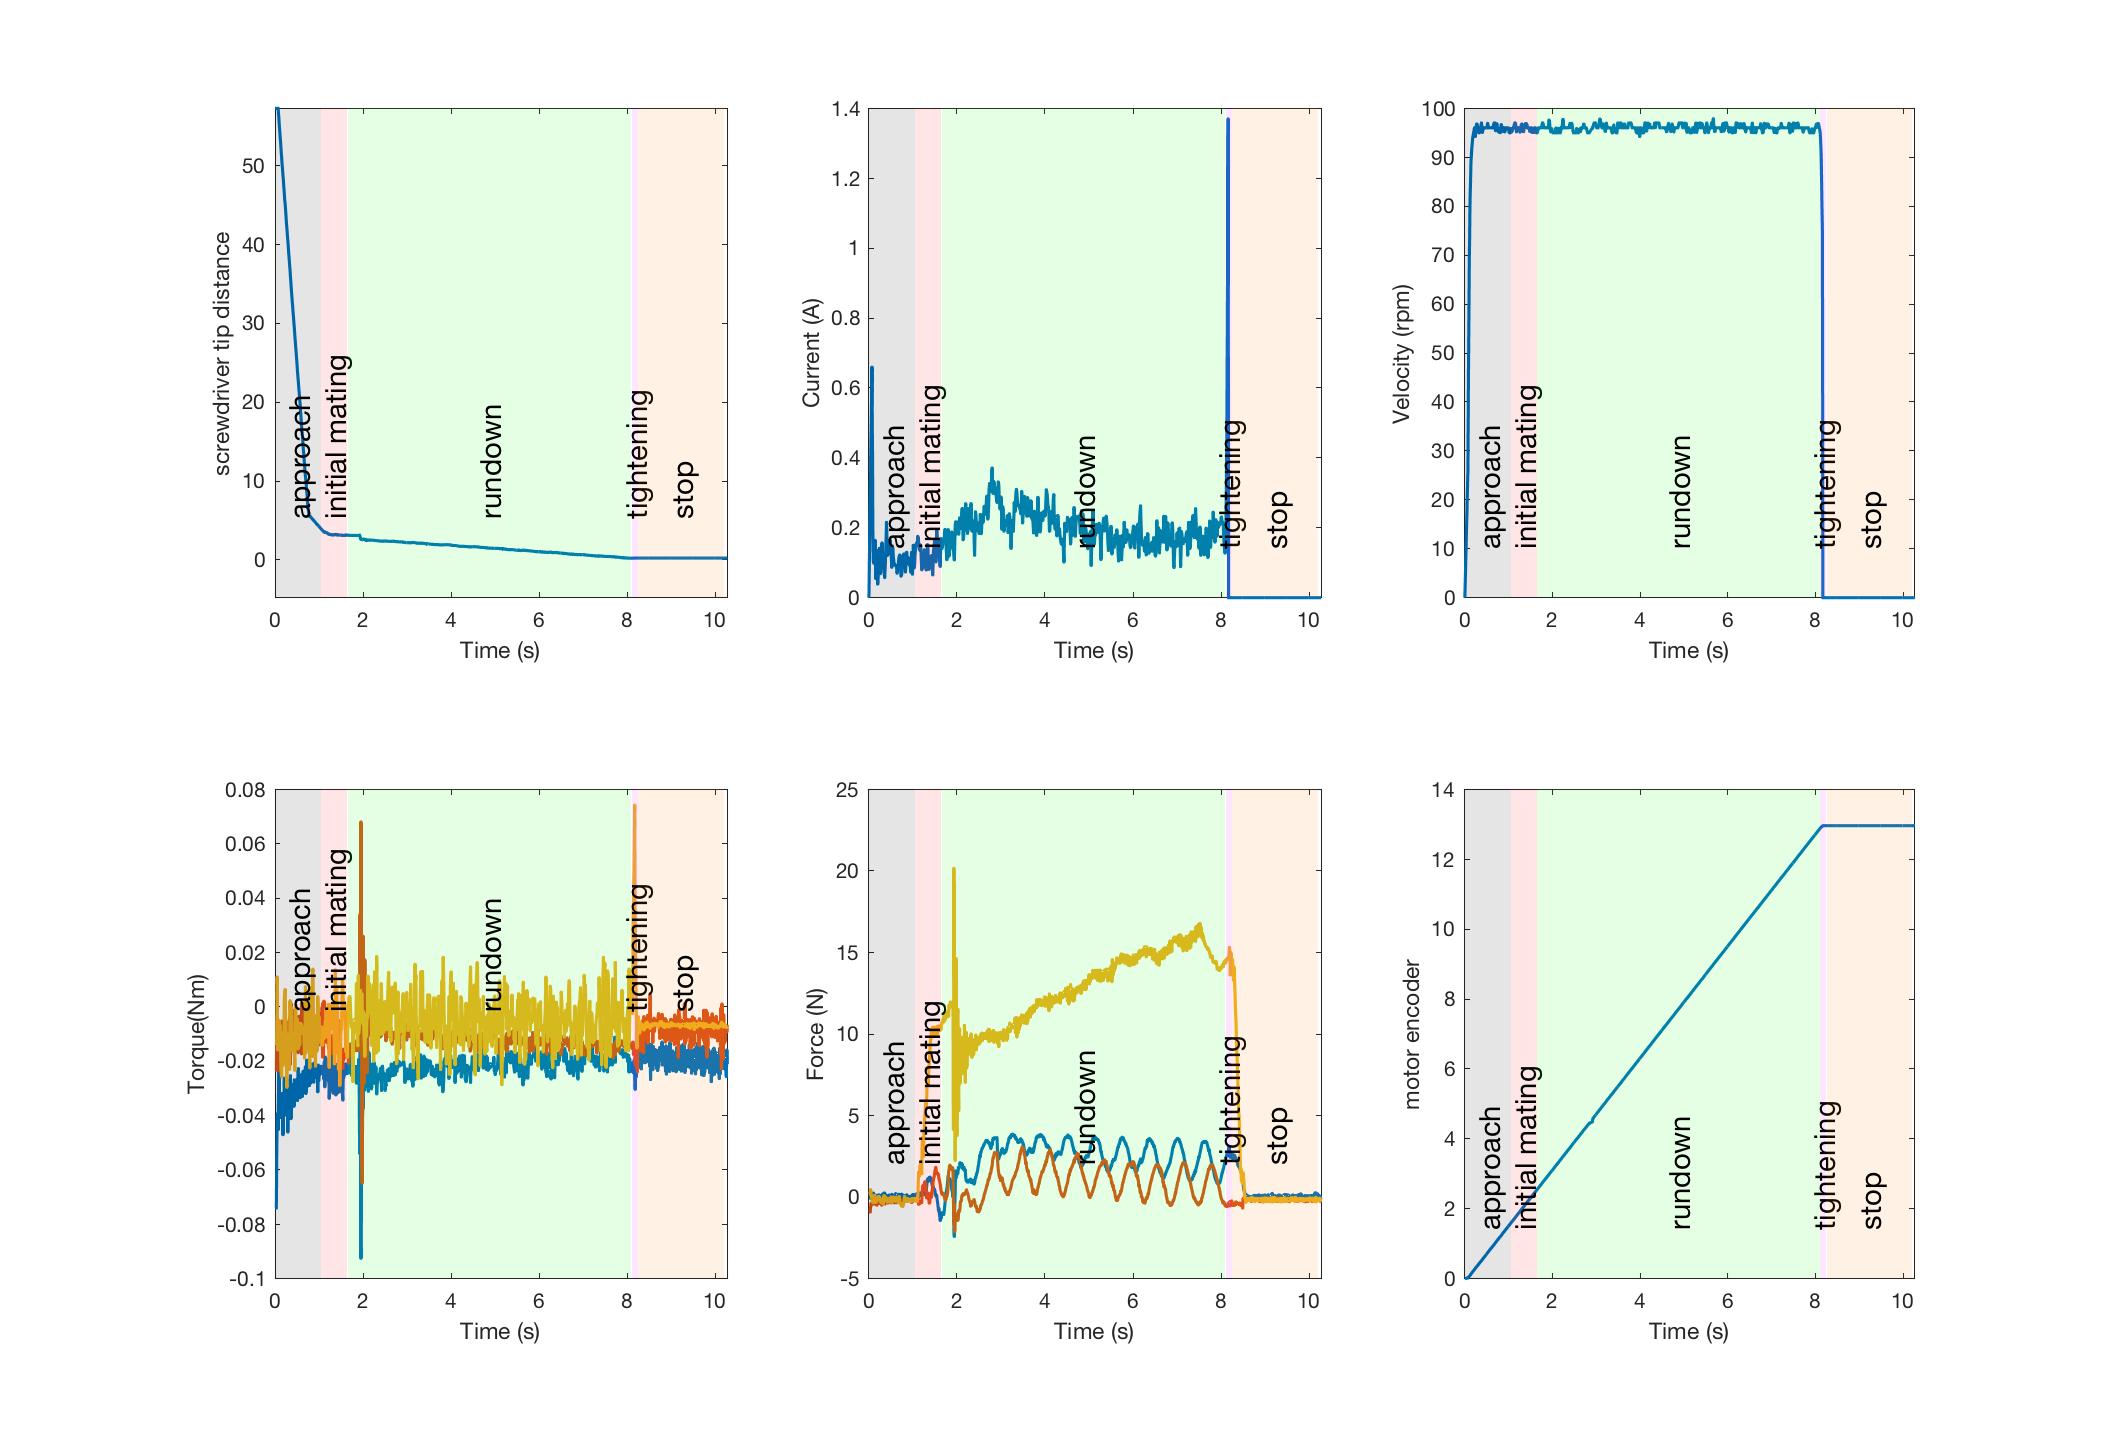 50
40
30
20
10
0
screwdriver tip distance
approach
initial mating
rundown
tightening
stop
0 2 4 6 8 10
Time (s)
1.4
1.2
1
0.8
0.6
0.4
0.2
0
Current (A)
approach
initial mating
rundown
tightening
stop
0 2 4 6 8 10
Time (s)
100
90
80
70
60
50
40
30
20
10
0
Velocity (rpm)
approach
initial mating
rundown
tightening
stop
0 2 4 6 8 10
Time (s)
0.08
0.06
0.04
0.02
0
-0.02
-0.04
-0.06
-0.08
-0.1
Torque(Nm)
approach
initial mating
rundown
tightening
stop
0 2 4 6 8 10
Time (s)
25
20
15
10
5
0
-5
Force (N)
approach
initial mating
rundown
tightening
stop
0 2 4 6 8 10
Time (s)
14
12
10
8
6
4
2
0
motor encoder
approach
initial mating
rundown
tightening
stop
0 2 4 6 8 10
Time (s)